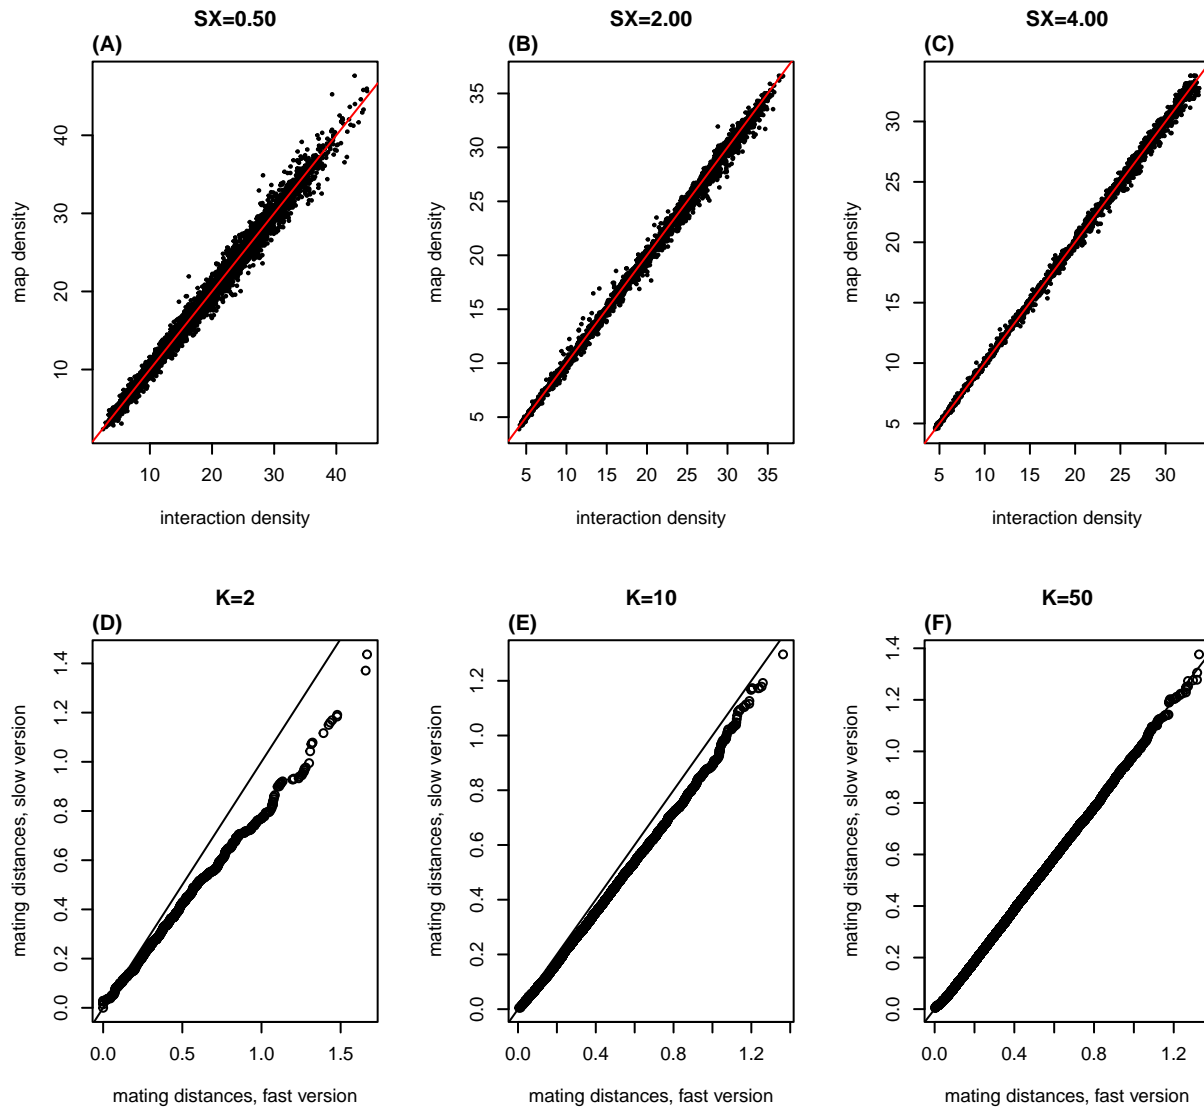 SX=0.50
(A)
40
30
20
10
map density
10 20 30 40
interaction density
SX=2.00
(B)
35
30
25
20
15
10
5
map density
5 10 15 20 25 30 35
interaction density
SX=4.00
(C)
30
25
20
15
10
5
map density
5 10 15 20 25 30
interaction density
K=2
(D)
1.4
1.2
1.0
0.8
0.6
0.4
0.2
0.0
mating distances, slow version
0.0 0.5 1.0 1.5
mating distances, fast version
K=10
(E)
1.2
1.0
0.8
0.6
0.4
0.2
0.0
mating distances, slow version
0.0 0.4 0.8 1.2
mating distances, fast version
K=50
(F)
1.4
1.2
1.0
0.8
0.6
0.4
0.2
0.0
mating distances, slow version
0.0 0.4 0.8 1.2
mating distances, fast version